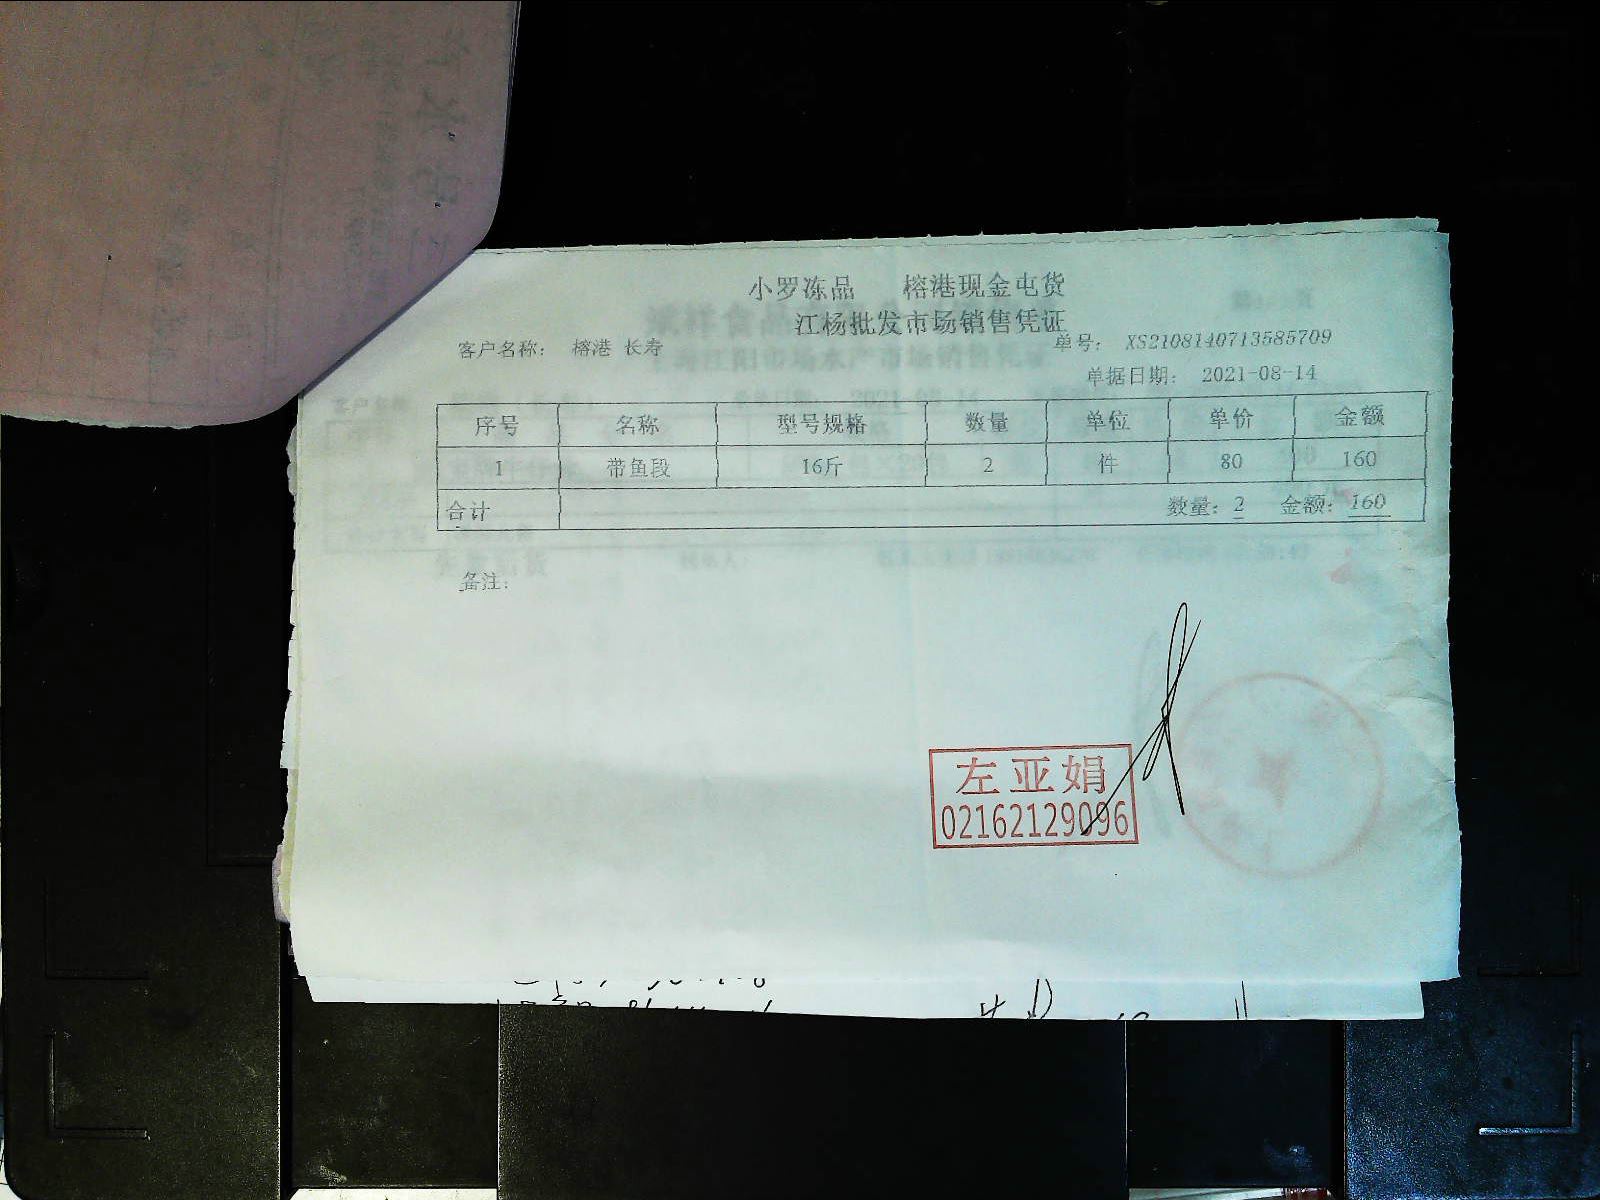 小罗冻品 榕港现金屯货
江杨批发市场销售凭证
客户名称： 榕港 长寿 单号： XS2108140713585709
单据日期： 2021-08-14
序号 名称 型号规格 数量 单位 单价 金额
1 带鱼段 16斤 2 件 80 160
合计 数量：2 金额：160
备注：
左亚娟
02162129096